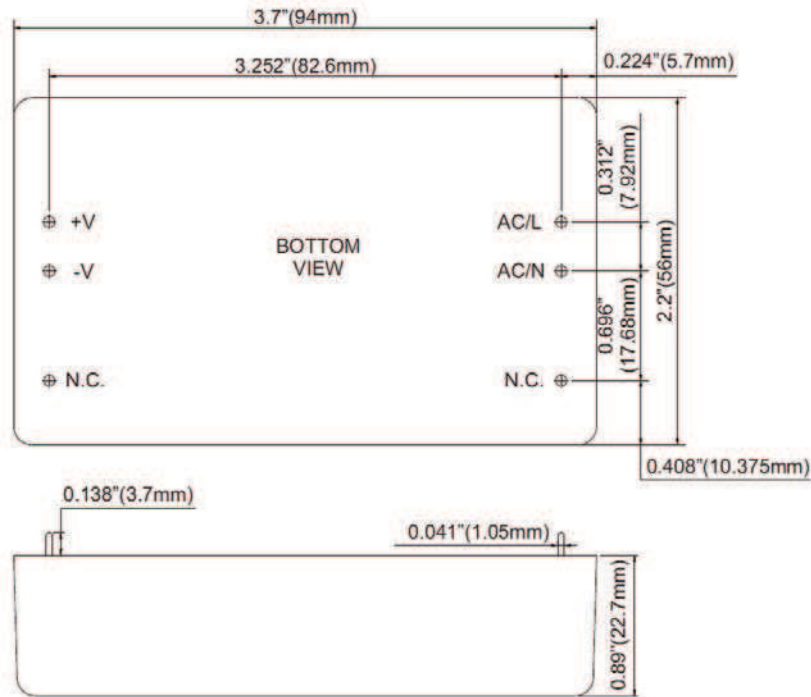 3.7"(94mm)
3.252"(82.6mm)
0.224"(5.7mm)
0.312"
(7.92mm)
+V
AC/L
BOTTOM
VIEW
-V
AC/N
2.2"(56mm)
0.696"
(17.68mm)
N.C.
N.C.
0.408"(10.375mm)
0.138"(3.7mm)
0.041"(1.05mm)
0.89"(22.7mm)